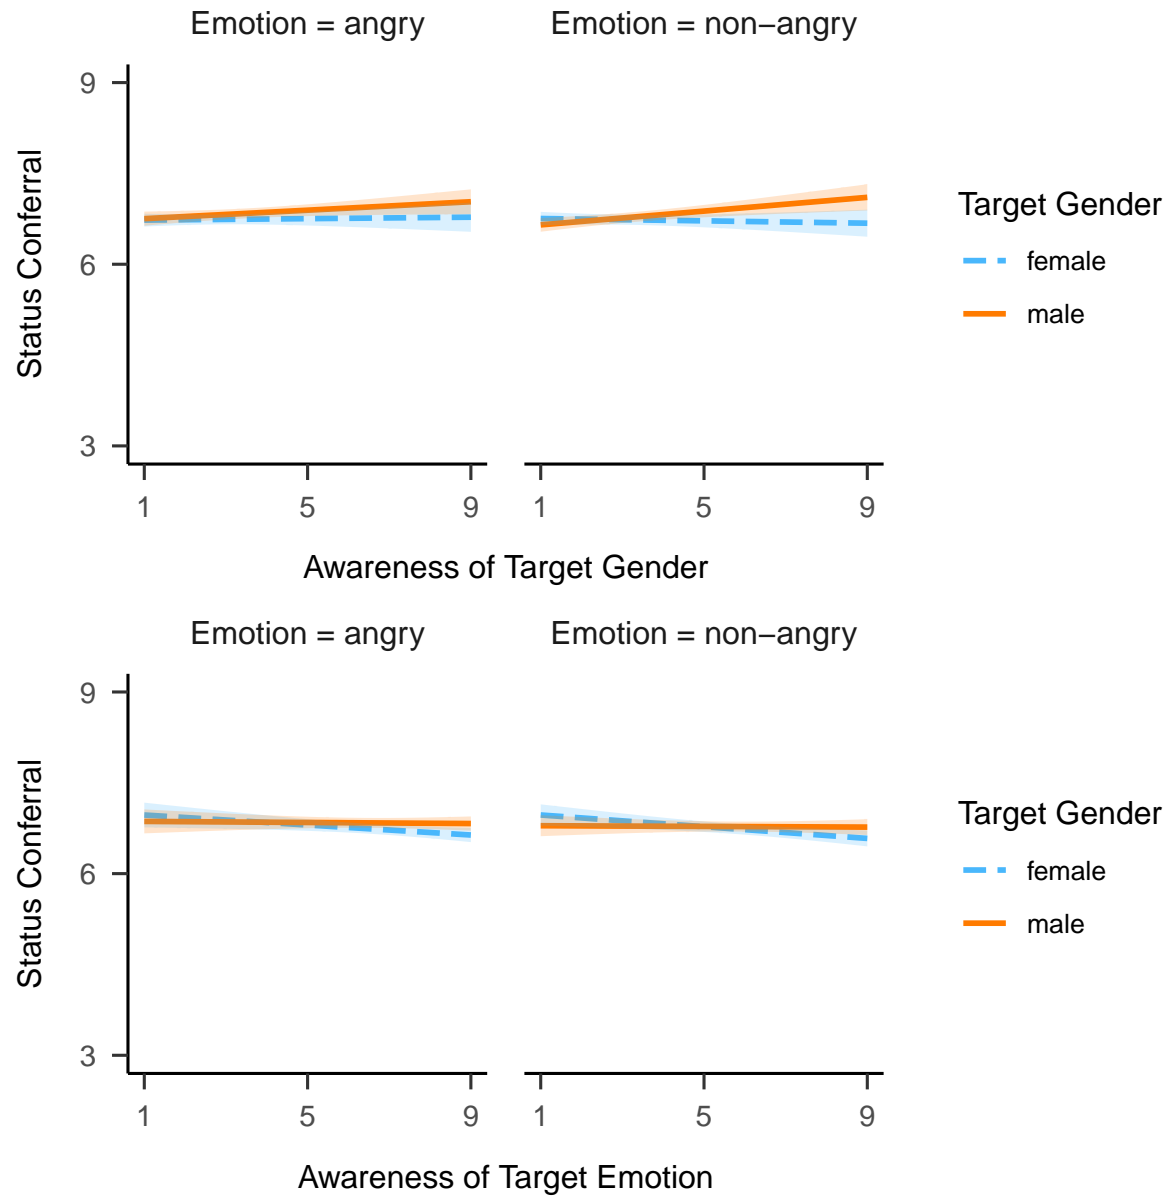 Emotion = angry
Emotion = non−angry
9
6
3
Status Conferral
1
5
9
1
5
9
Awareness of Target Gender
Target Gender
female
male
Emotion = angry
Emotion = non−angry
9
6
3
Status Conferral
1
5
9
1
5
9
Awareness of Target Emotion
Target Gender
female
male